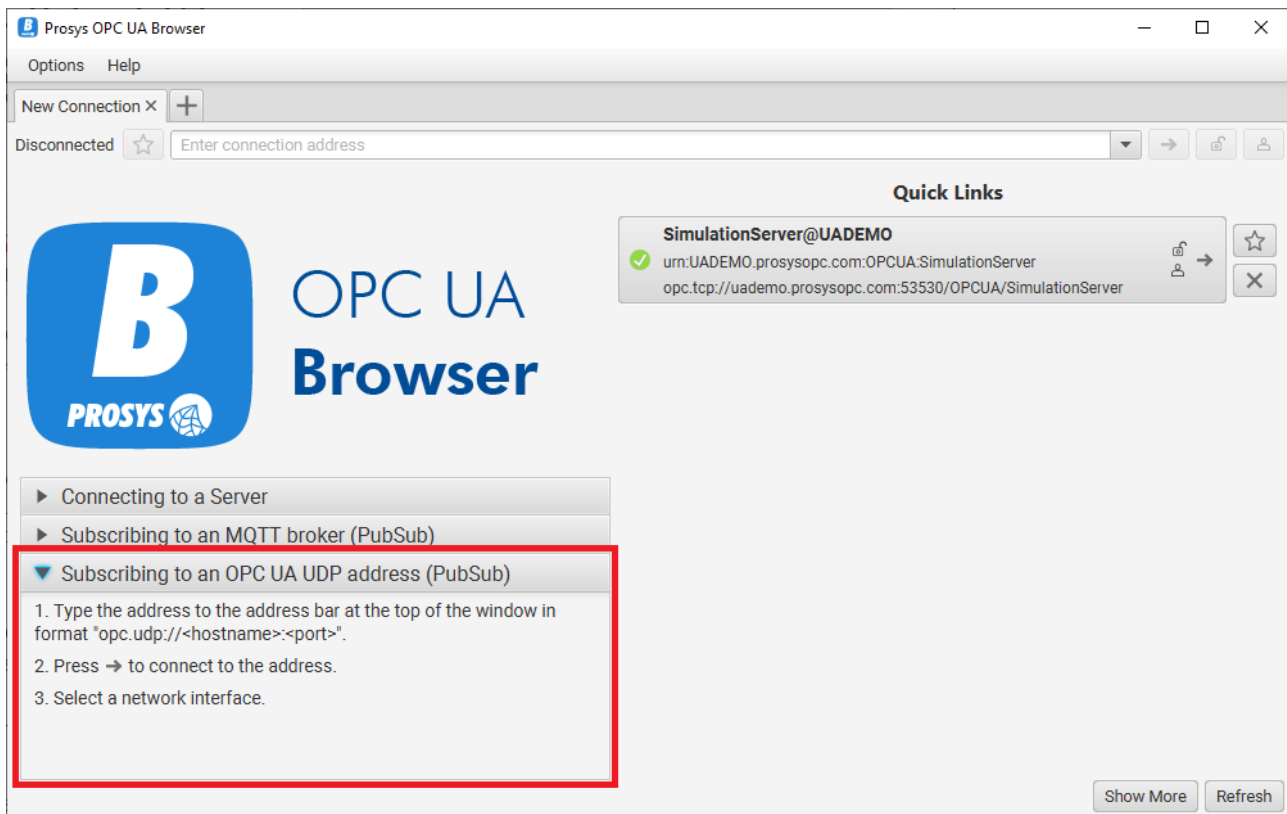 Prosys OPC UA Browser
Options Help
New Connection
Disconnected
Enter connection address
Quick Links
SimulationServer@UADEMO
urn:UADEMO.prosysopc.com:OPCUA:SimulationServer
opc.tcp://uademo.prosysopc.com:53530/OPCUA/SimulationServer
B
PROSYS
OPC UA
Browser
Connecting to a Server
Subscribing to an MQTT broker (PubSub)
Subscribing to an OPC UA UDP address (PubSub)
1. Type the address to the address bar at the top of the window in
format "opc.udp://<hostname>:<port>".
2. Press → to connect to the address.
3. Select a network interface.
Show More Refresh